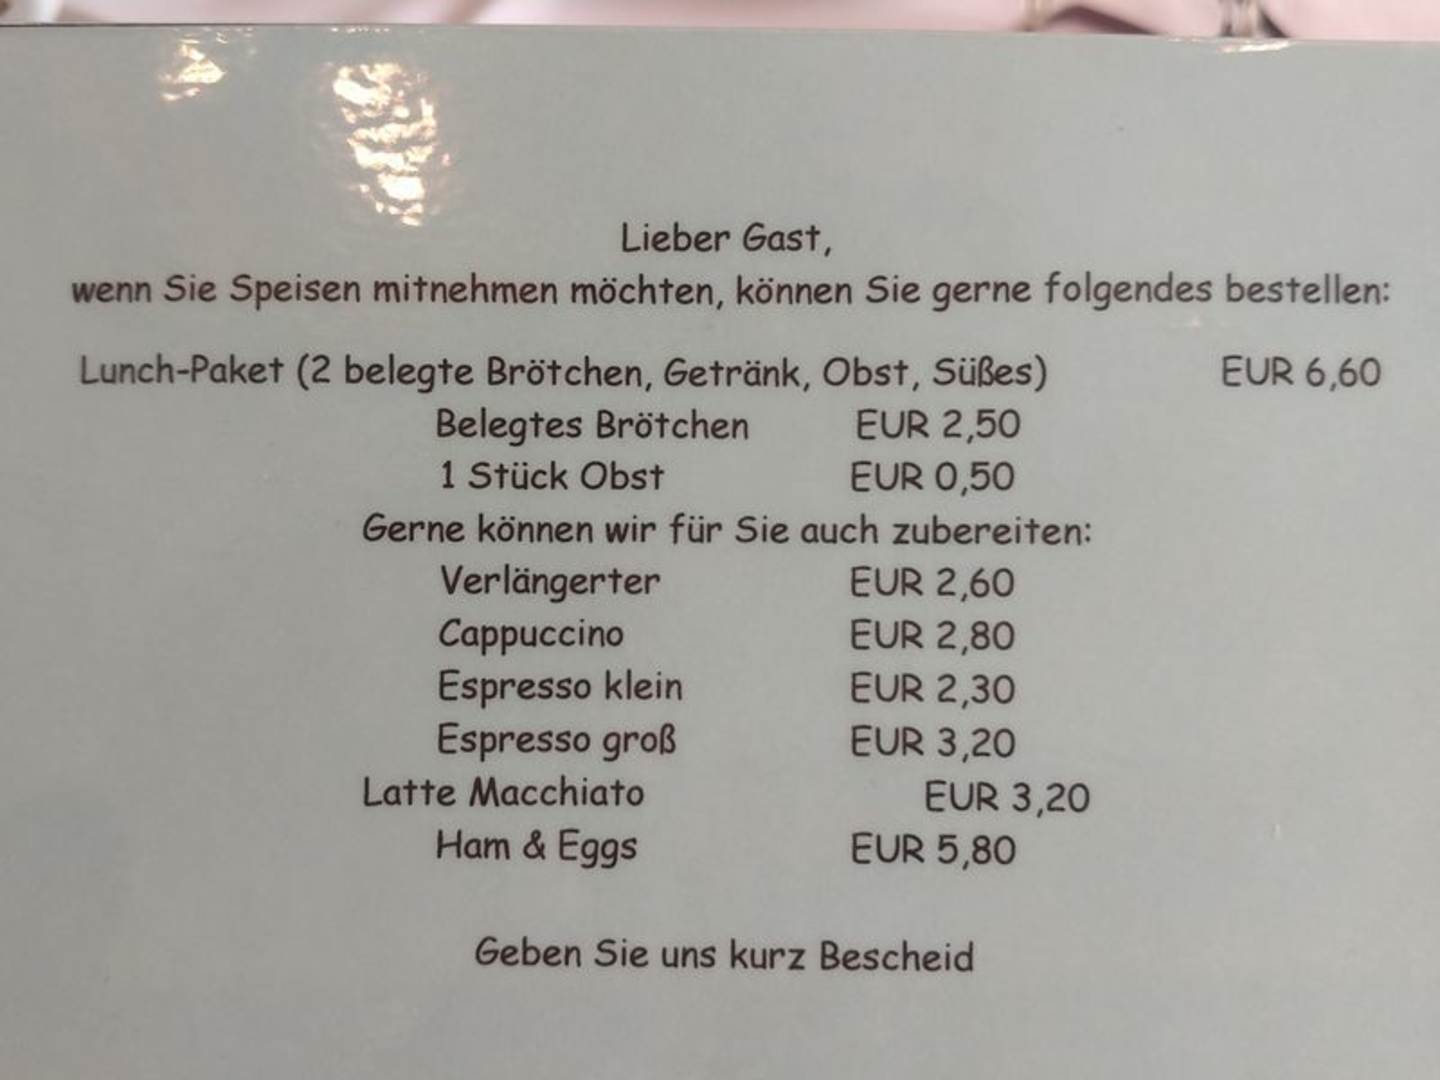 Lieber Gast,
wenn Sie Speisen mitnehmen möchten, können Sie gerne folgendes bestellen:
Lunch-Paket (2 belegte Brötchen, Getränk, Obst, Süßes) EUR 6,60
Belegtes Brötchen EUR 2,50
1 Stück Obst EUR 0,50
Gerne können wir für Sie auch zubereiten:
Verlängerter EUR 2,60
Cappuccino EUR 2,80
Espresso klein EUR 2,30
Espresso groß EUR 3,20
Latte Macchiato EUR 3,20
Ham & Eggs EUR 5,80
Geben Sie uns kurz Bescheid